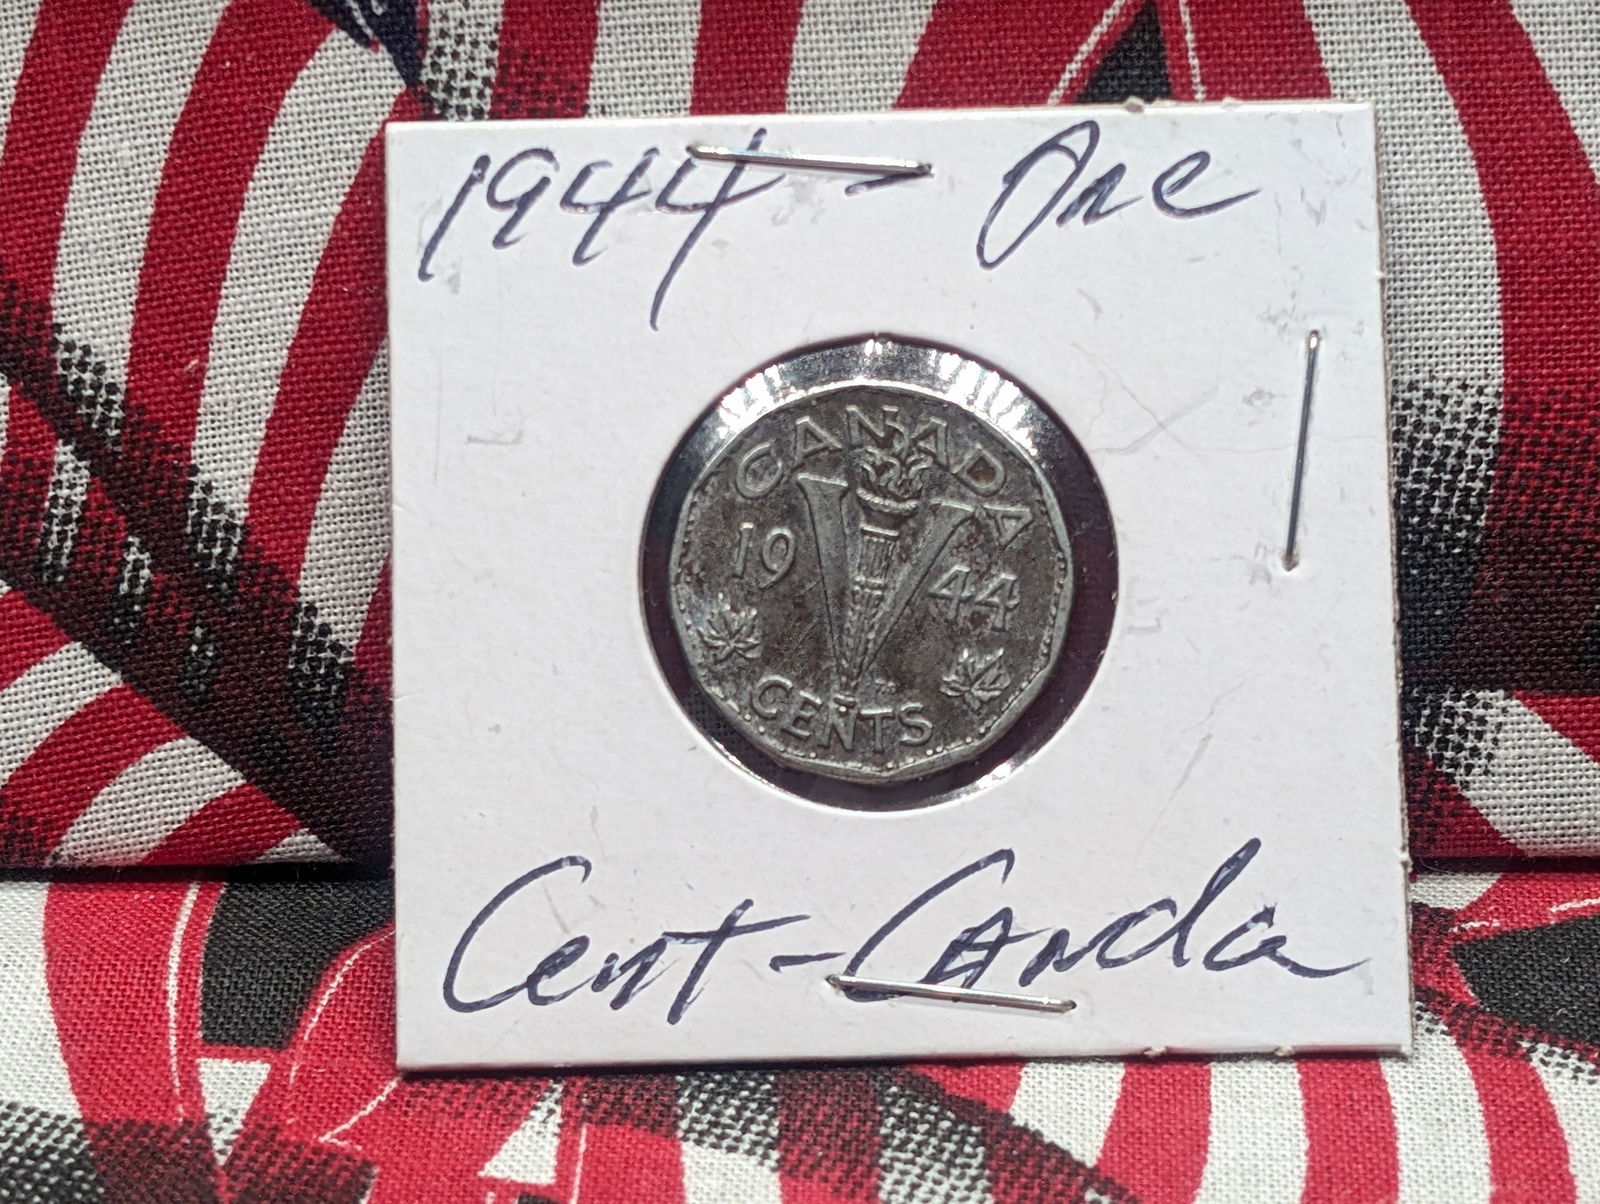 1944 - One
CANADA
19 44
CENTS
Cent - CAnda